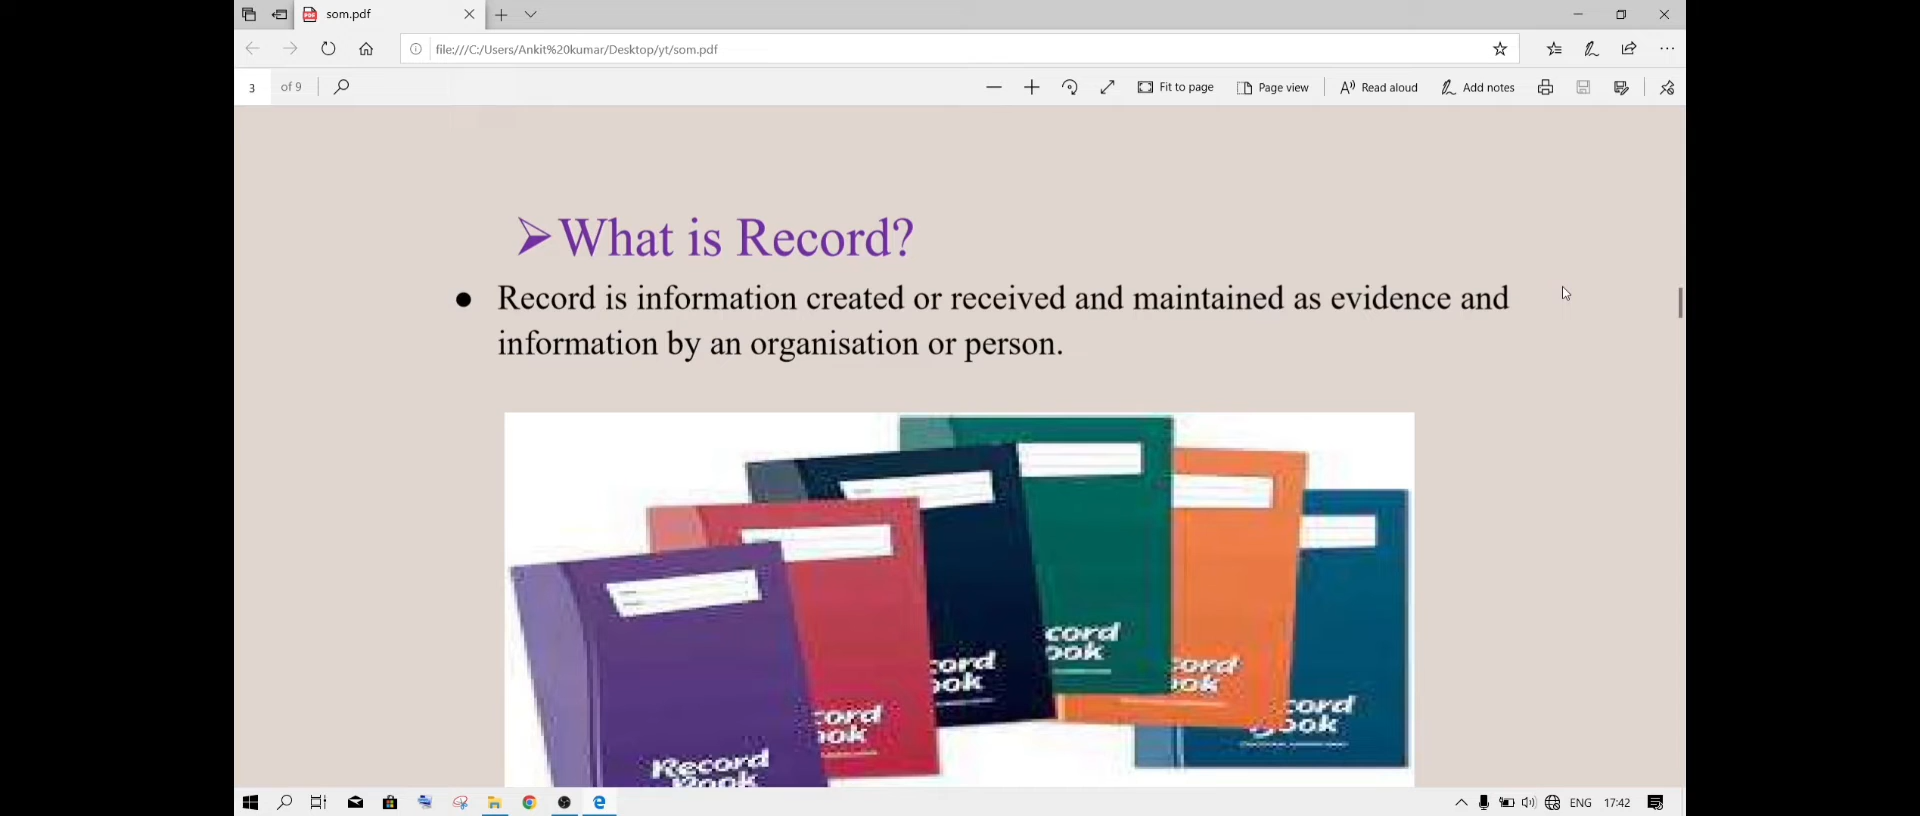 som.pdf
file:///C:/Users/Ankit%20kumar/Desktop/yt/som.pdf
3 of 9
Fit to page
Page view
Read aloud
Add notes
➢What is Record?
● Record is information created or received and maintained as evidence and
information by an organisation or person.
cord
ook
cord
ook
cord
ook
cord
ook
cord
ook
Record
Book
ENG
17:42